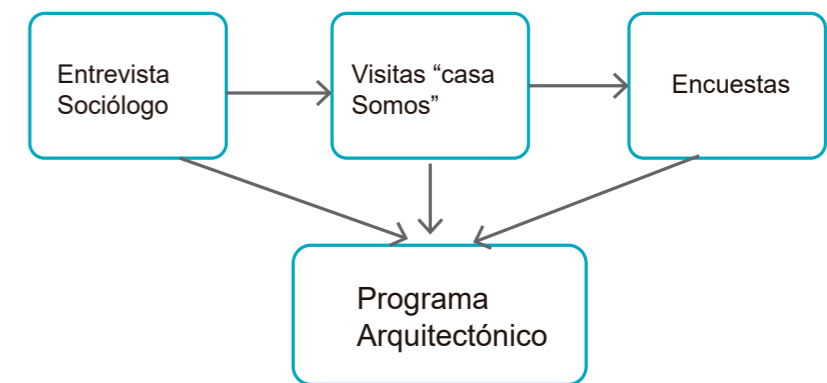 Entrevista
Sociólogo
Visitas “casa
Somos”
Encuestas
Programa
Arquitectónico